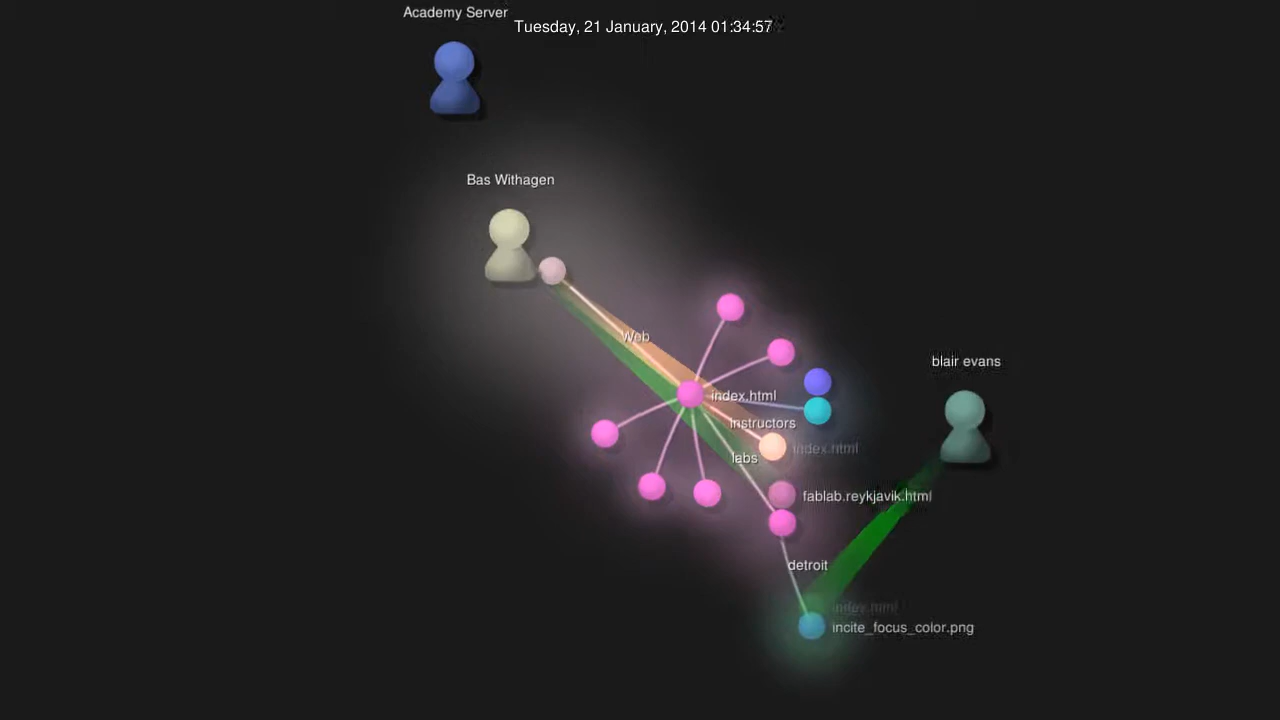 Academy Server
Tuesday, 21 January, 2014 01:34:57
Bas Withagen
Web
blair evans
index.html
instructors
index.html
labs
fablab.reykjavik.html
detroit
index.html
incite_focus_color.png